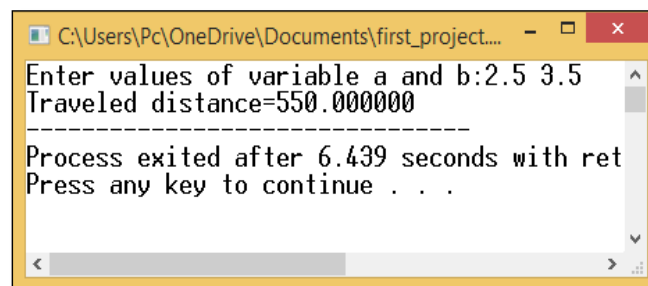 C:\Users\Pc\OneDrive\Documents\first_project....
Enter values of variable a and b:2.5 3.5
Traveled distance=550.000000
--------------------------------
Process exited after 6.439 seconds with ret
Press any key to continue . . .